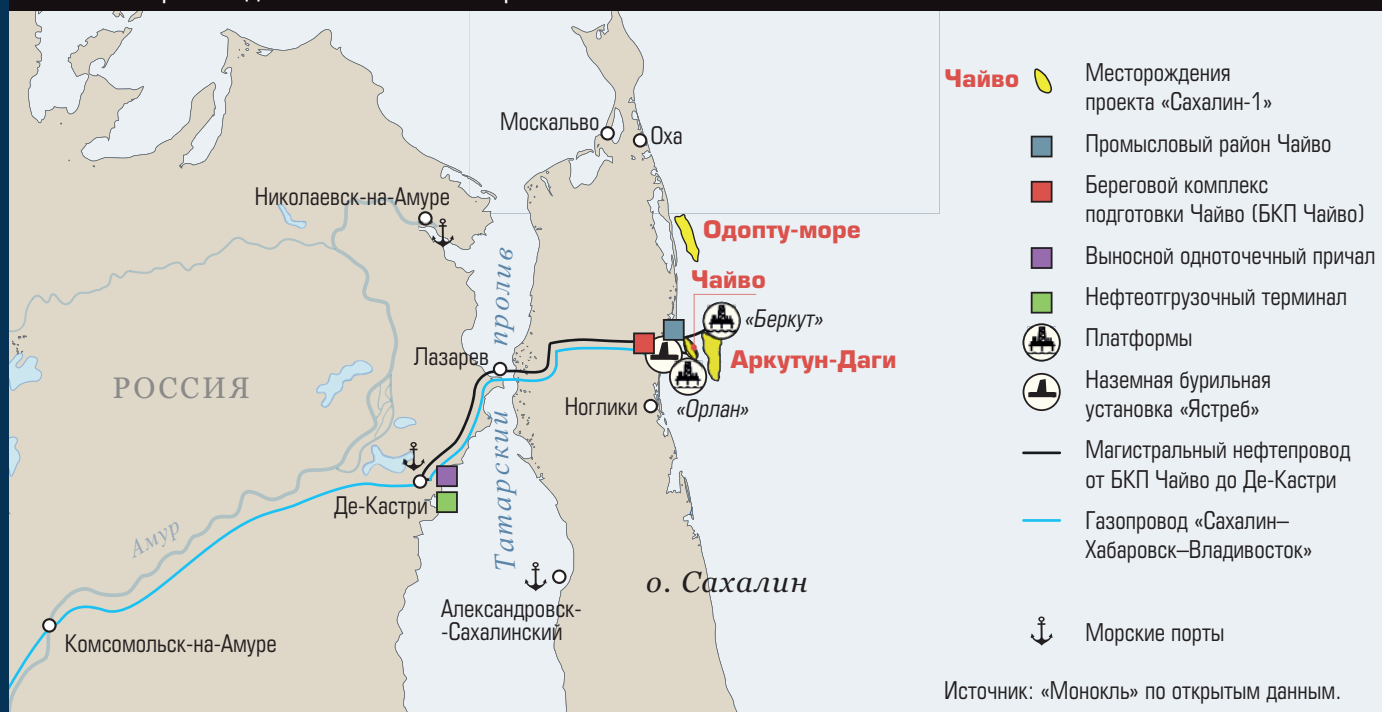 Москальво
Оха
Николаевск-на-Амуре
Одопту-море
Татарский пролив
Чайво
«Беркут»
Лазарев
Аркутун-Даги
РОССИЯ
Ноглики
«Орлан»
Де-Кастри
Амур
о. Сахалин
Александровск-
-Сахалинский
Комсомольск-на-Амуре
Чайво
Месторождения
проекта «Сахалин-1»
Промысловый район Чайво
Береговой комплекс
подготовки Чайво (БКП Чайво)
Выносной одноточечный причал
Нефтеотгрузочный терминал
Платформы
Наземная бурильная
установка «Ястреб»
Магистральный нефтепровод
от БКП Чайво до Де-Кастри
Газопровод «Сахалин–
Хабаровск–Владивосток»
Морские порты
Источник: «Монокль» по открытым данным.